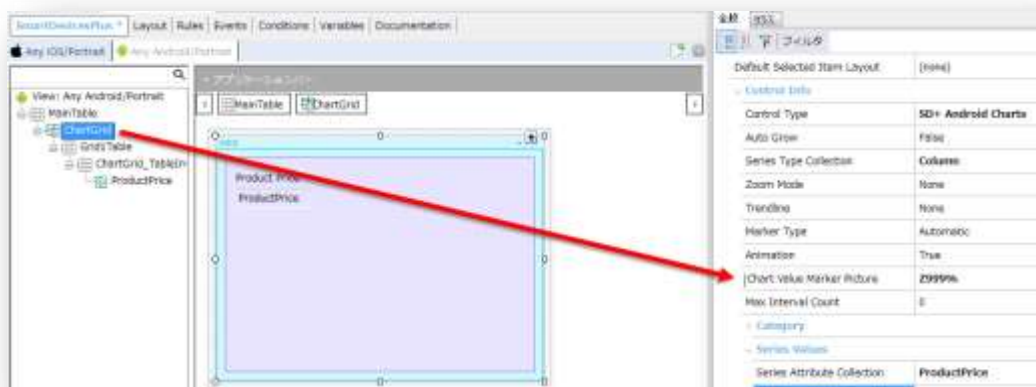 SmartDevicesPlus * Layout Rules Events Conditions Variables Documentation
Any iOS/Portrait Any Android/Portrait
View: Any Android/Portrait
MainTable
ChartGrid
GridsTable
ChartGrid_TableIn
ProductPrice
アプリケーションバー
MainTable ChartGrid
Product Price
ProductPrice
全般
フィルタ
Default Selected Item Layout (none)
Control Info
Control Type SD+ Android Charts
Auto Grow False
Series Type Collection Column
Zoom Mode None
Trendline None
Marker Type Automatic
Animation True
Chart Value Marker Picture Z999%
Max Interval Count 0
Category
Series Values
Series Attribute Collection ProductPrice